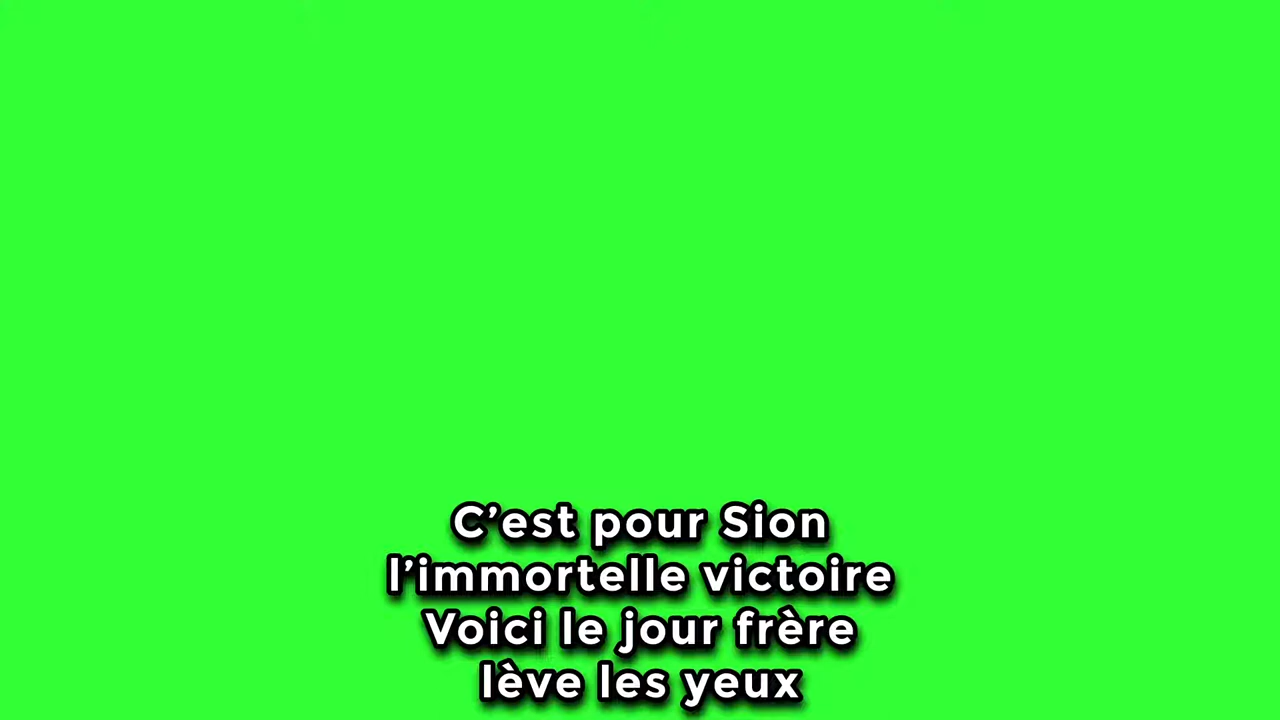 C’est pour Sion
l’immortelle victoire
Voici le jour frère
lève les yeux